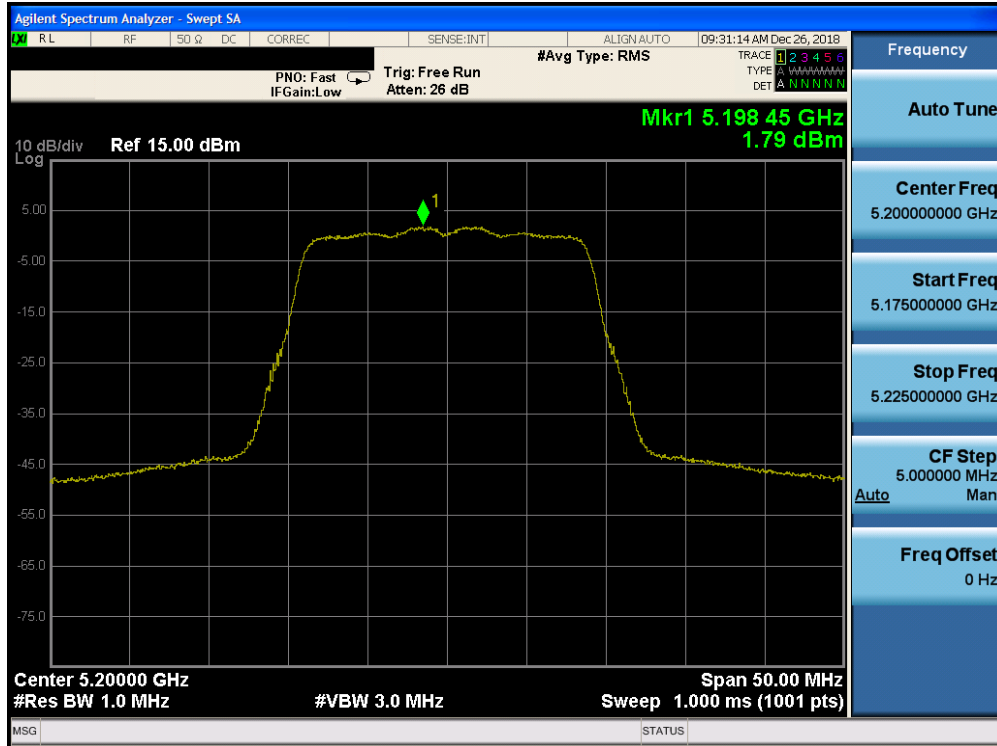 Agilent Spectrum Analyzer - Swept SA
LXI RL RF 50 Ω DC CORREC SENSE:INT ALIGN AUTO 09:31:14 AM Dec 26, 2018
#Avg Type: RMS TRACE 1 2 3 4 5 6
PNO: Fast Trig: Free Run TYPE A WWWWW
IFGain:Low Atten: 26 dB DET A N N N N N
Mkr1 5.198 45 GHz
10 dB/div Ref 15.00 dBm 1.79 dBm
Log
1
5.00
-5.00
-15.0
-25.0
-35.0
-45.0
-55.0
-65.0
-75.0
Center 5.20000 GHz Span 50.00 MHz
#Res BW 1.0 MHz #VBW 3.0 MHz Sweep 1.000 ms (1001 pts)
MSG STATUS
Frequency
Auto Tune
Center Freq
5.200000000 GHz
Start Freq
5.175000000 GHz
Stop Freq
5.225000000 GHz
CF Step
5.000000 MHz
Auto Man
Freq Offset
0 Hz